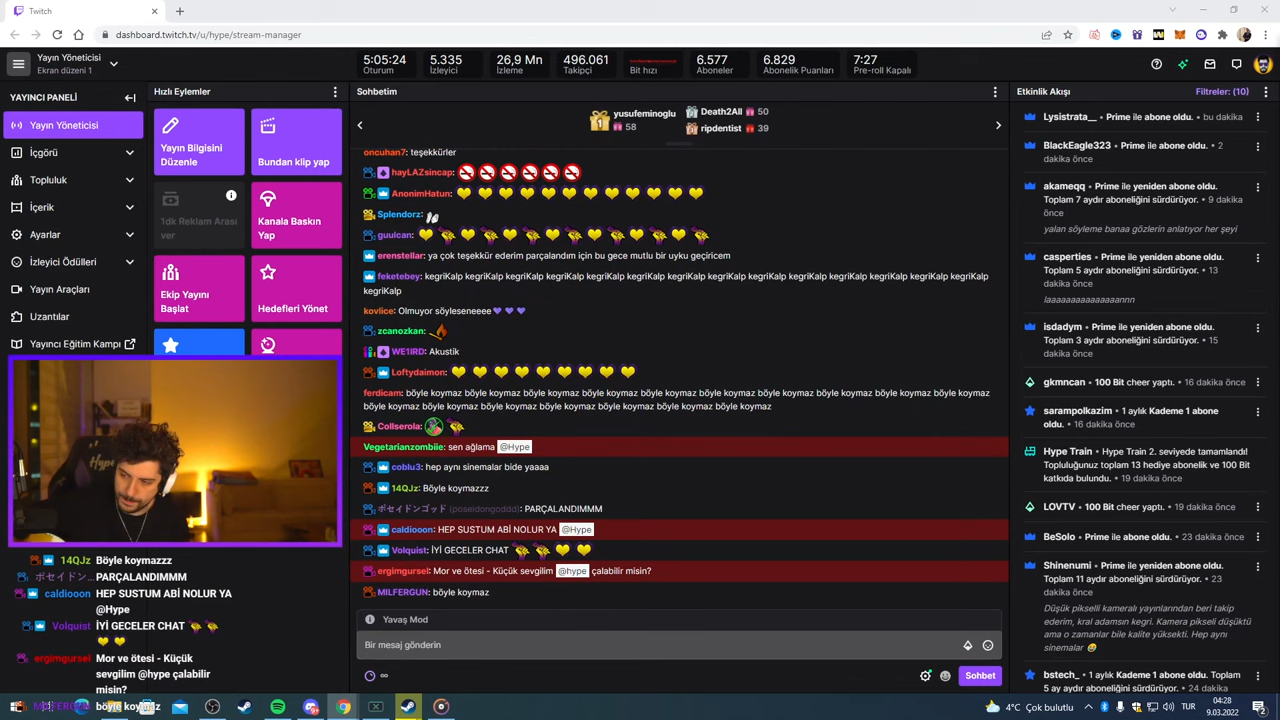 Twitch
dashboard.twitch.tv/u/hype/stream-manager
Yayın Yöneticisi
Ekran düzeni 1
5:05:24
Oturum
5.335
İzleyici
26,9 Mn
İzleme
496.061
Takipçi
Bit hızı
6.577
Aboneler
6.829
Abonelik Puanları
7:27
Pre-roll Kapalı
YAYINCI PANELİ
Yayın Yöneticisi
İçgörü
Topluluk
İçerik
Ayarlar
İzleyici Ödülleri
Yayın Araçları
Uzantılar
Yayıncı Eğitim Kampı
Hızlı Eylemler
Yayın Bilgisini
Düzenle
Bundan klip yap
1dk Reklam Arası
ver
Kanala Baskın
Yap
Ekip Yayını
Başlat
Hedefleri Yönet
Sohbetim
1
yusufeminoglu
58
Death2All 50
ripdentist 39
oncuhan7: teşekkürler
hayLAZsincap:
AnonimHatun:
Splendorz:
guulcan:
erenstellar: ya çok teşekkür ederim parçalandım için bu gece mutlu bir uyku geçiricem
feketebey: kegriKalp kegriKalp kegriKalp kegriKalp kegriKalp kegriKalp kegriKalp kegriKalp kegriKalp kegriKalp kegriKalp kegriKalp
kegriKalp
kovlice: Olmuyor söyleseneeee
zcanozkan:
WE1IRD: Akustik
Loftydaimon:
ferdicam: böyle koymaz böyle koymaz böyle koymaz böyle koymaz böyle koymaz böyle koymaz böyle koymaz böyle koymaz böyle koymaz böyle koymaz
böyle koymaz böyle koymaz böyle koymaz böyle koymaz böyle koymaz böyle koymaz
Collserola:
Vegetarianzombiie: sen ağlama @Hype
coblu3: hep aynı sinemalar bide yaaaa
14QJz: Böyle koymazzz
ポセイドンゴッド (poseidongoddd): PARÇALANDIMMM
caldiooon: HEP SUSTUM ABİ NOLUR YA @Hype
Volquist: İYİ GECELER CHAT
ergimgursel: Mor ve ötesi - Küçük sevgilim @hype çalabilir misin?
MILFERGUN: böyle koymaz
Yavaş Mod
Bir mesaj gönderin
∞
Sohbet
Etkinlik Akışı
Filtreler: (10)
Lysistrata__ • Prime ile abone oldu. • bu dakika
BlackEagle323 • Prime ile abone oldu. • 2
dakika önce
akameqq • Prime ile yeniden abone oldu.
Toplam 7 aydır aboneliğini sürdürüyor. • 9 dakika
önce
yalan söyleme banaa gözlerin anlatıyor her şeyi
casperties • Prime ile yeniden abone oldu.
Toplam 5 aydır aboneliğini sürdürüyor. • 13
dakika önce
isdadym • Prime ile yeniden abone oldu.
Toplam 3 aydır aboneliğini sürdürüyor. • 15
dakika önce
gkmncan • 100 Bit cheer yaptı. • 16 dakika önce
sarampolkazim • 1 aylık Kademe 1 abone
oldu. • 16 dakika önce
Hype Train • Hype Train 2. seviyede tamamlandı!
Topluluğunuz toplam 13 hediye abonelik ve 100 Bit
katkıda bulundu. • 19 dakika önce
LOVTV • 100 Bit cheer yaptı. • 19 dakika önce
BeSolo • Prime ile abone oldu. • 23 dakika önce
Shinenumi • Prime ile yeniden abone oldu.
Toplam 11 aydır aboneliğini sürdürüyor. • 23
dakika önce
Düşük pikselli kameralı yayınlarından beri takip
ederim, kral adamsın kegri. Kamera pikseli düşüktü
ama o zamanlar bile kalite yüksekti. Hep aynı
sinemalar
bstech_ • 1 aylık Kademe 1 abone oldu. Toplam
5 ay aydır aboneliğini sürdürüyor. • 24 dakika
14QJz Böyle koymazzz
ポセイドン... PARÇALANDIMMM
caldiooon HEP SUSTUM ABİ NOLUR YA
@Hype
Volquist İYİ GECELER CHAT
ergimgursel Mor ve ötesi - Küçük
sevgilim @hype çalabilir
misin?
MILFERGUN böyle koymaz
4°C Çok bulutlu
TUR
04:28
9.03.2022
2